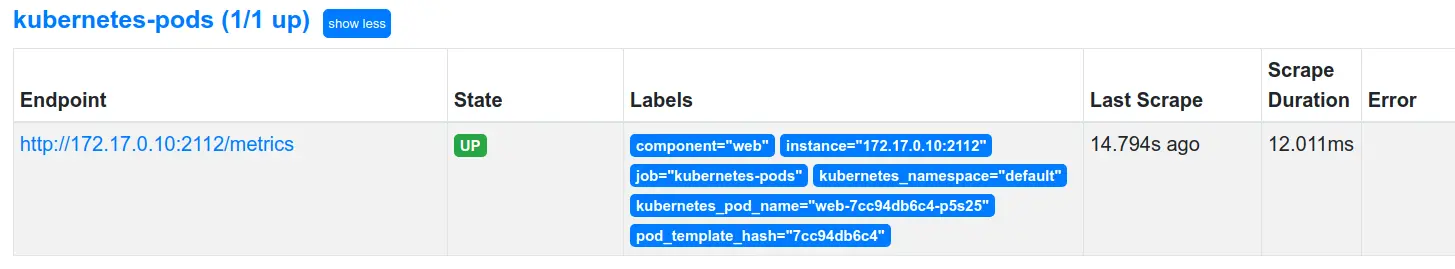 kubernetes-pods (1/1 up) show less
Endpoint State Labels Last Scrape Scrape Duration Error
http://172.17.0.10:2112/metrics UP component="web" instance="172.17.0.10:2112" 14.794s ago 12.011ms
job="kubernetes-pods" kubernetes_namespace="default"
kubernetes_pod_name="web-7cc94db6c4-p5s25"
pod_template_hash="7cc94db6c4"